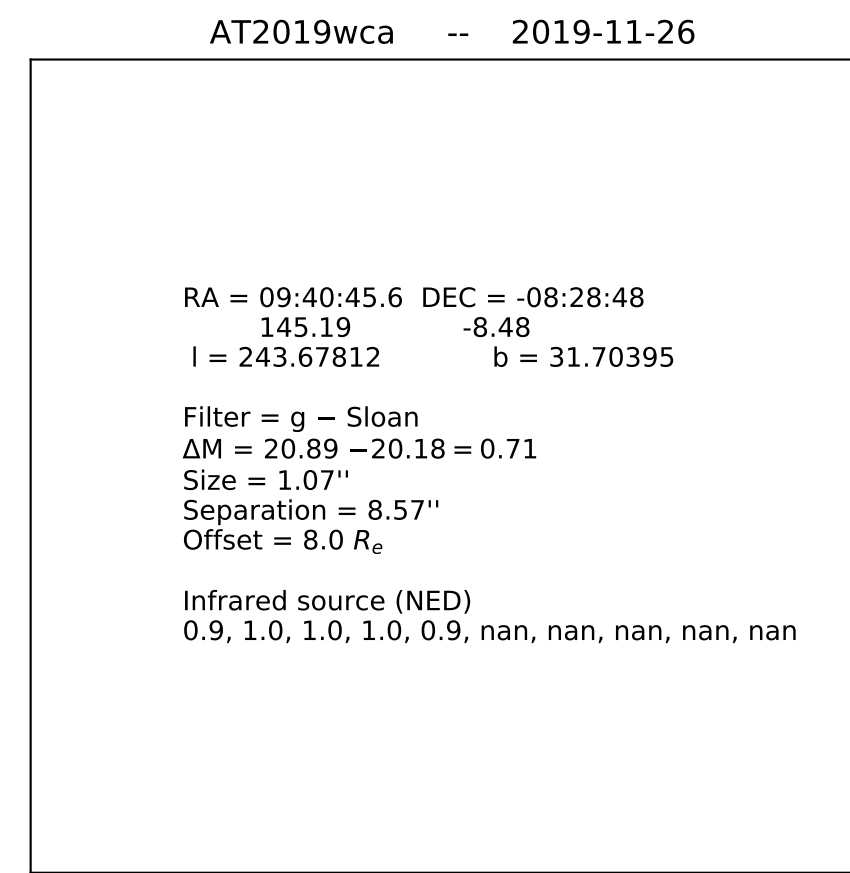 AT2019wca -- 2019-11-26
RA = 09:40:45.6 DEC = -08:28:48
145.19 -8.48
l = 243.67812 b = 31.70395
Filter = g − Sloan
ΔM = 20.89 −20.18 = 0.71
Size = 1.07''
Separation = 8.57''
Offset = 8.0 Rₑ
Infrared source (NED)
0.9, 1.0, 1.0, 1.0, 0.9, nan, nan, nan, nan, nan